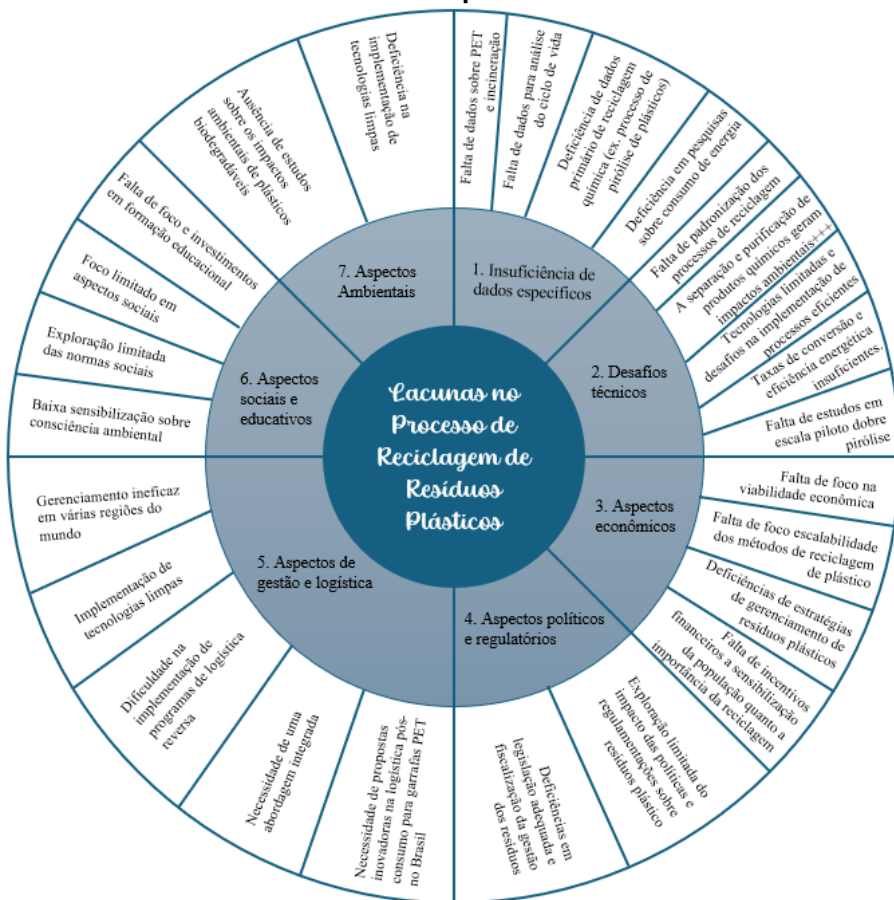 Lacunas no
Processo de
Reciclagem de
Resíduos
Plásticos
1. Insuficiência de
dados específicos
Falta de dados sobre PET
e incineração
Falta de dados para análise
do ciclo de vida
Deficiência de dados
primário de reciclagem
química (ex. processo de
pirólise de plásticos)
Deficiência em pesquisas
sobre consumo de energia
2. Desafios
técnicos
Falta de padronização dos
processos de reciclagem
A separação e purificação de
produtos químicos geram
impactos ambientais+++
Tecnologias limitadas e
desafios na implementação de
processos eficientes
Taxas de conversão e
eficiência energética
insuficientes.
Falta de estudos em
escala piloto dobre
pirólise
3. Aspectos
econômicos
Falta de foco na
viabilidade econômica
Falta de foco escalabilidade
dos métodos de reciclagem
de plástico
Deficiências de estratégias
de gerenciamento de
resíduos plásticos
Falta de incentivos
financeiros a sensibilização
da população quanto a
importância da reciclagem
4. Aspectos políticos
e regulatórios
Exploração limitada do
impacto das políticas e
regulamentações sobre
resíduos plástico
Deficiências em
legislação adequada e
fiscalização da gestão
dos resíduos
5. Aspectos de
gestão e logística
Necessidade de propostas
inovadoras na logística pós-
consumo para garrafas PET
no Brasil
Necessidade de uma
abordagem integrada
Dificuldade na
implementação de
programas de logística
reversa
Implementação de
tecnologias limpas
Gerenciamento ineficaz
em várias regiões do
mundo
6. Aspectos
sociais e
educativos
Baixa sensibilização sobre
consciência ambiental
Exploração limitada
das normas sociais
Foco limitado em
aspectos sociais
Falta de foco e investimentos
em formação educacional
7. Aspectos
Ambientais
Ausência de estudos
sobre os impactos
ambientais de plásticos
biodegradáveis
Deficiência na
implementação de
tecnologias limpas